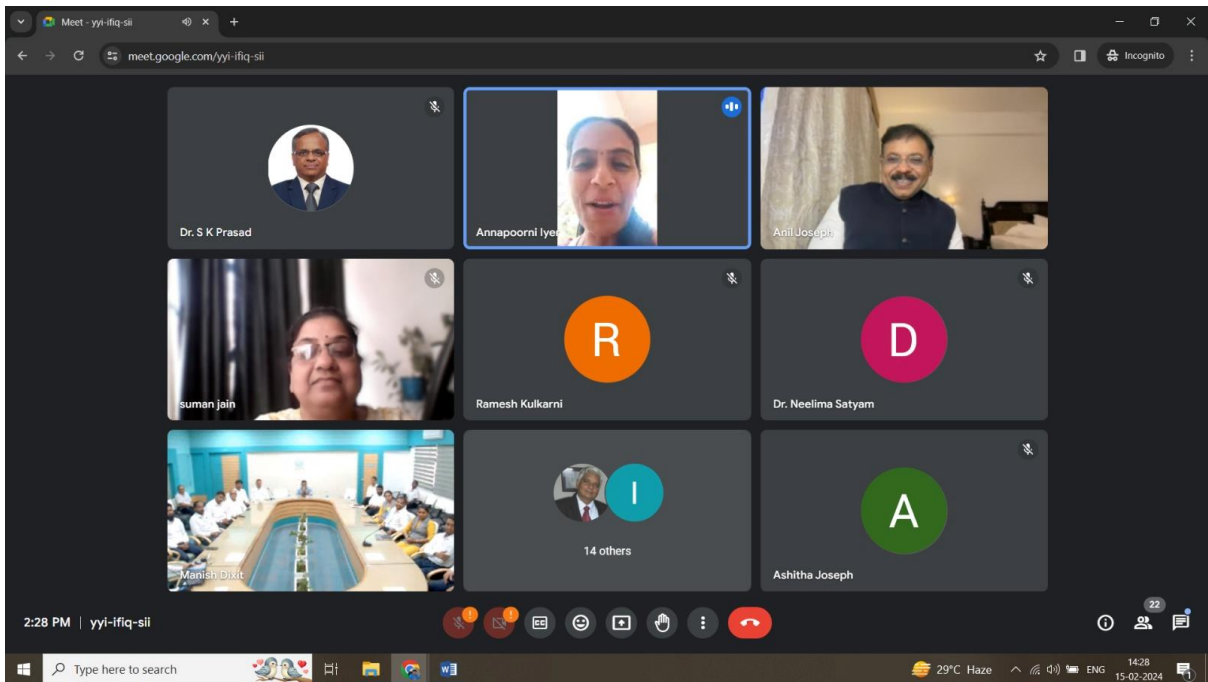 Meet - yyi-ifiq-sii
meet.google.com/yyi-ifiq-sii
Incognito
Dr. S K Prasad
Annapoorni Iyer
Anil Joseph
suman jain
R
Ramesh Kulkarni
D
Dr. Neelima Satyam
Manish Dixit
I
14 others
A
Ashitha Joseph
2:28 PM | yyi-ifiq-sii
CC
22
Type here to search
29°C Haze
ENG
14:28
15-02-2024
1